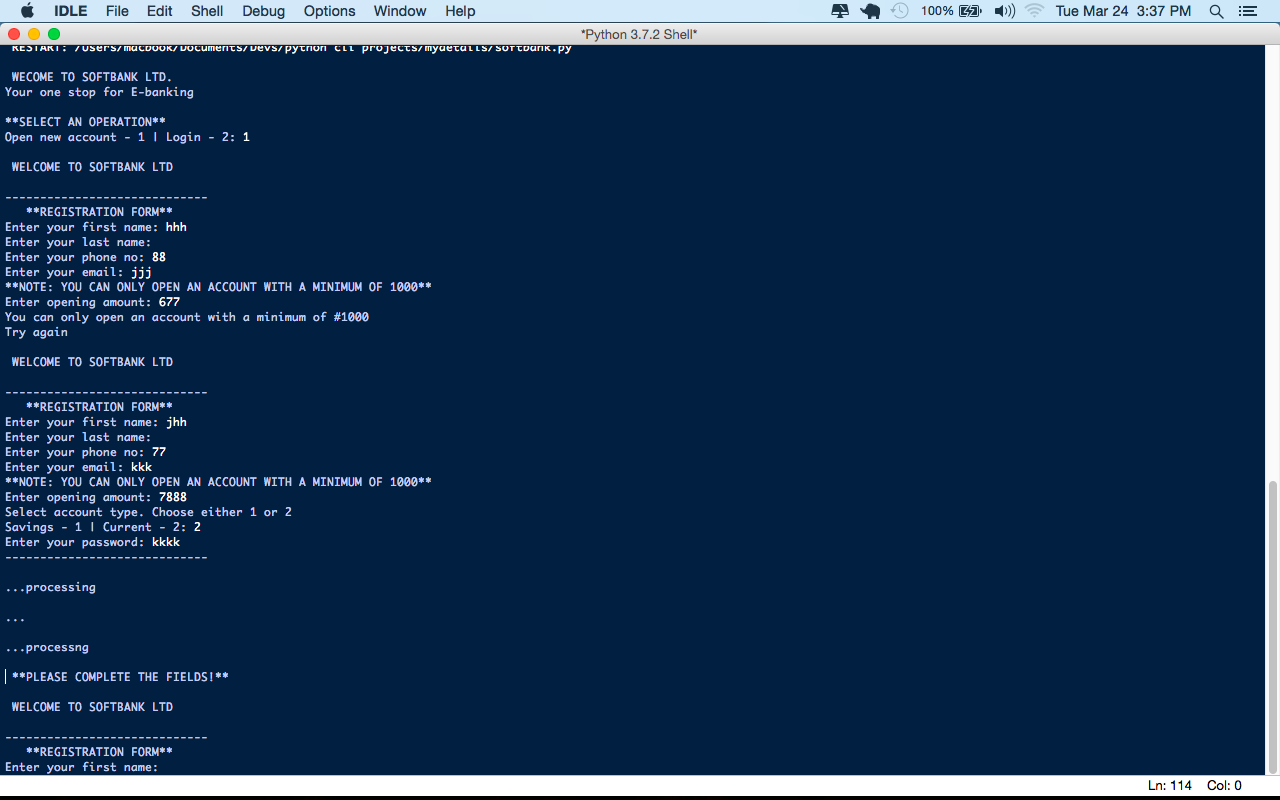 IDLE File Edit Shell Debug Options Window Help 100% Tue Mar 24 3:37 PM
*Python 3.7.2 Shell*
RESTART: /Users/macbook/Documents/Devs/python cli projects/mydetails/softbank.py
WECOME TO SOFTBANK LTD.
Your one stop for E-banking
**SELECT AN OPERATION**
Open new account - 1 | Login - 2: 1
WELCOME TO SOFTBANK LTD
-----------------------------
**REGISTRATION FORM**
Enter your first name: hhh
Enter your last name:
Enter your phone no: 88
Enter your email: jjj
**NOTE: YOU CAN ONLY OPEN AN ACCOUNT WITH A MINIMUM OF 1000**
Enter opening amount: 677
You can only open an account with a minimum of #1000
Try again
WELCOME TO SOFTBANK LTD
-----------------------------
**REGISTRATION FORM**
Enter your first name: jhh
Enter your last name:
Enter your phone no: 77
Enter your email: kkk
**NOTE: YOU CAN ONLY OPEN AN ACCOUNT WITH A MINIMUM OF 1000**
Enter opening amount: 7888
Select account type. Choose either 1 or 2
Savings - 1 | Current - 2: 2
Enter your password: kkkk
-----------------------------
...processing
...
...processng
**PLEASE COMPLETE THE FIELDS!**
WELCOME TO SOFTBANK LTD
-----------------------------
**REGISTRATION FORM**
Enter your first name:
Ln: 114 Col: 0